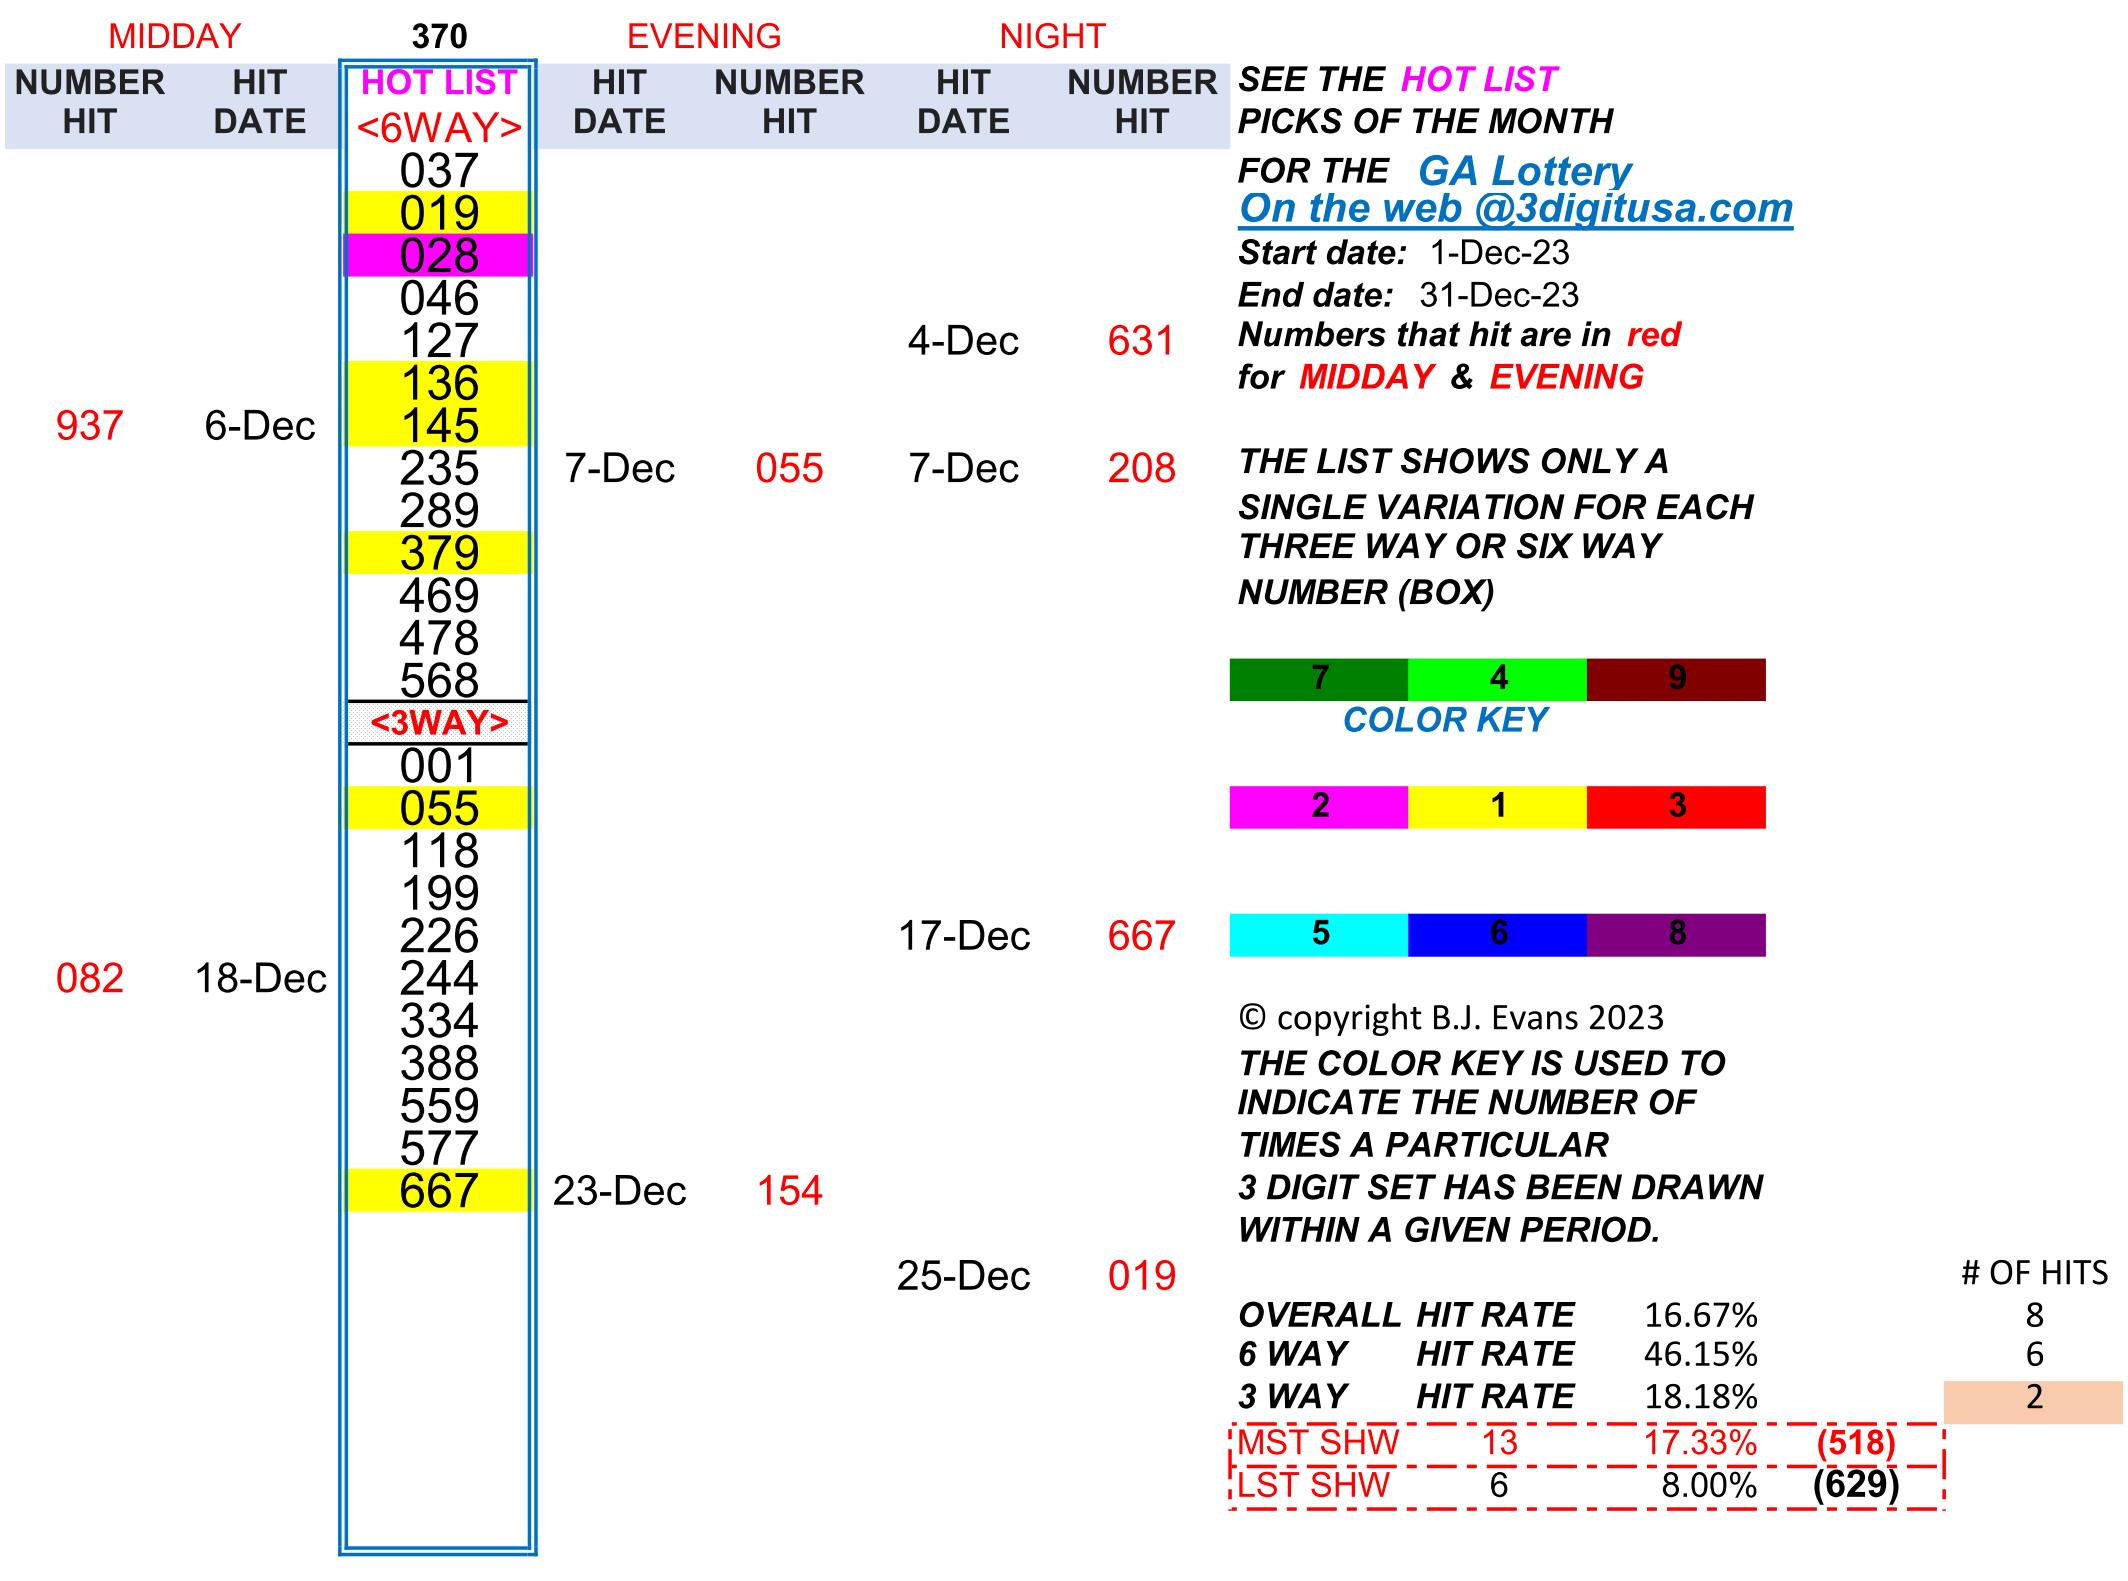 MIDDAY 370 EVENING NIGHT
NUMBER HIT HOT LIST HIT NUMBER HIT NUMBER SEE THE HOT LIST
HIT DATE <6WAY> DATE HIT DATE HIT PICKS OF THE MONTH
037 FOR THE GA Lottery
019 On the web @3digitusa.com
028 Start date: 1-Dec-23
046 End date: 31-Dec-23
127 4-Dec 631 Numbers that hit are in red
136 for MIDDAY & EVENING
937 6-Dec 145
235 7-Dec 055 7-Dec 208 THE LIST SHOWS ONLY A
289 SINGLE VARIATION FOR EACH
379 THREE WAY OR SIX WAY
469 NUMBER (BOX)
478
568 7 4 9
<3WAY> COLOR KEY
001
055 2 1 3
118
199
226 17-Dec 667 5 6 8
082 18-Dec 244
334 © copyright B.J. Evans 2023
388 THE COLOR KEY IS USED TO
559 INDICATE THE NUMBER OF
577 TIMES A PARTICULAR
667 23-Dec 154 3 DIGIT SET HAS BEEN DRAWN
WITHIN A GIVEN PERIOD.
25-Dec 019 # OF HITS
OVERALL HIT RATE 16.67% 8
6 WAY HIT RATE 46.15% 6
3 WAY HIT RATE 18.18% 2
MST SHW 13 17.33% (518)
LST SHW 6 8.00% (629)